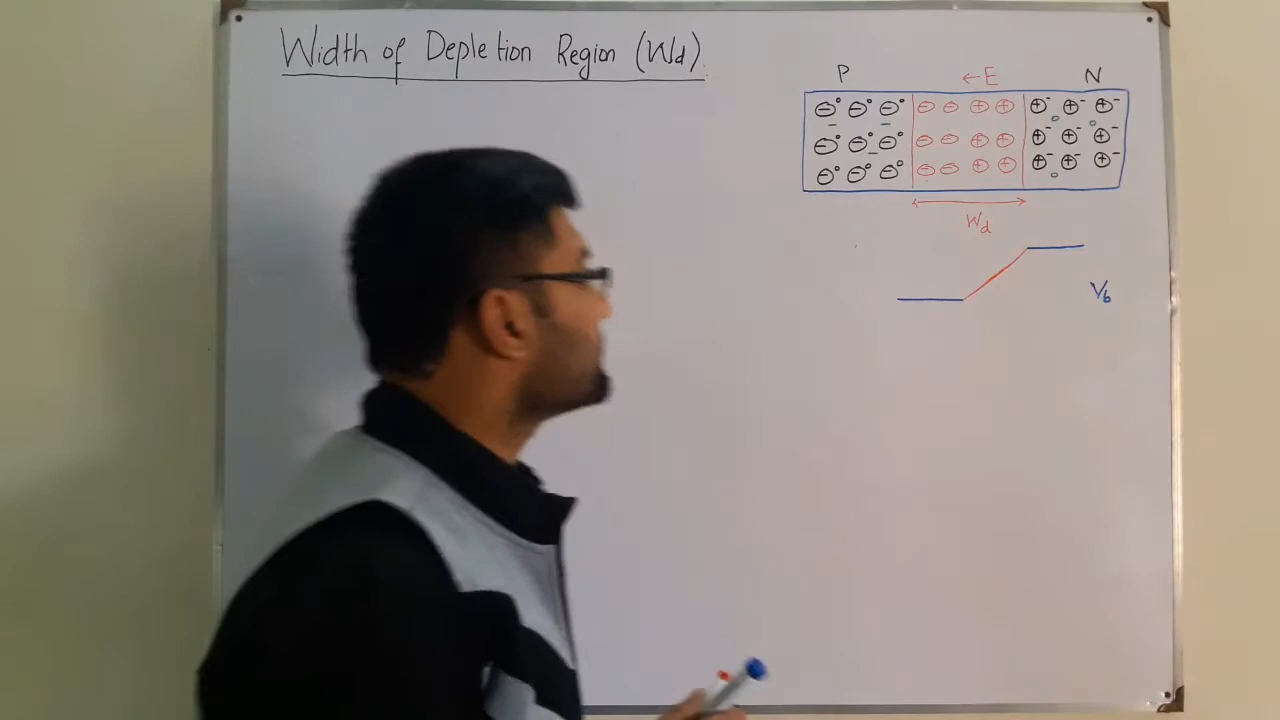 Width of Depletion Region (Wd).
P ←E N
Wd
Vb